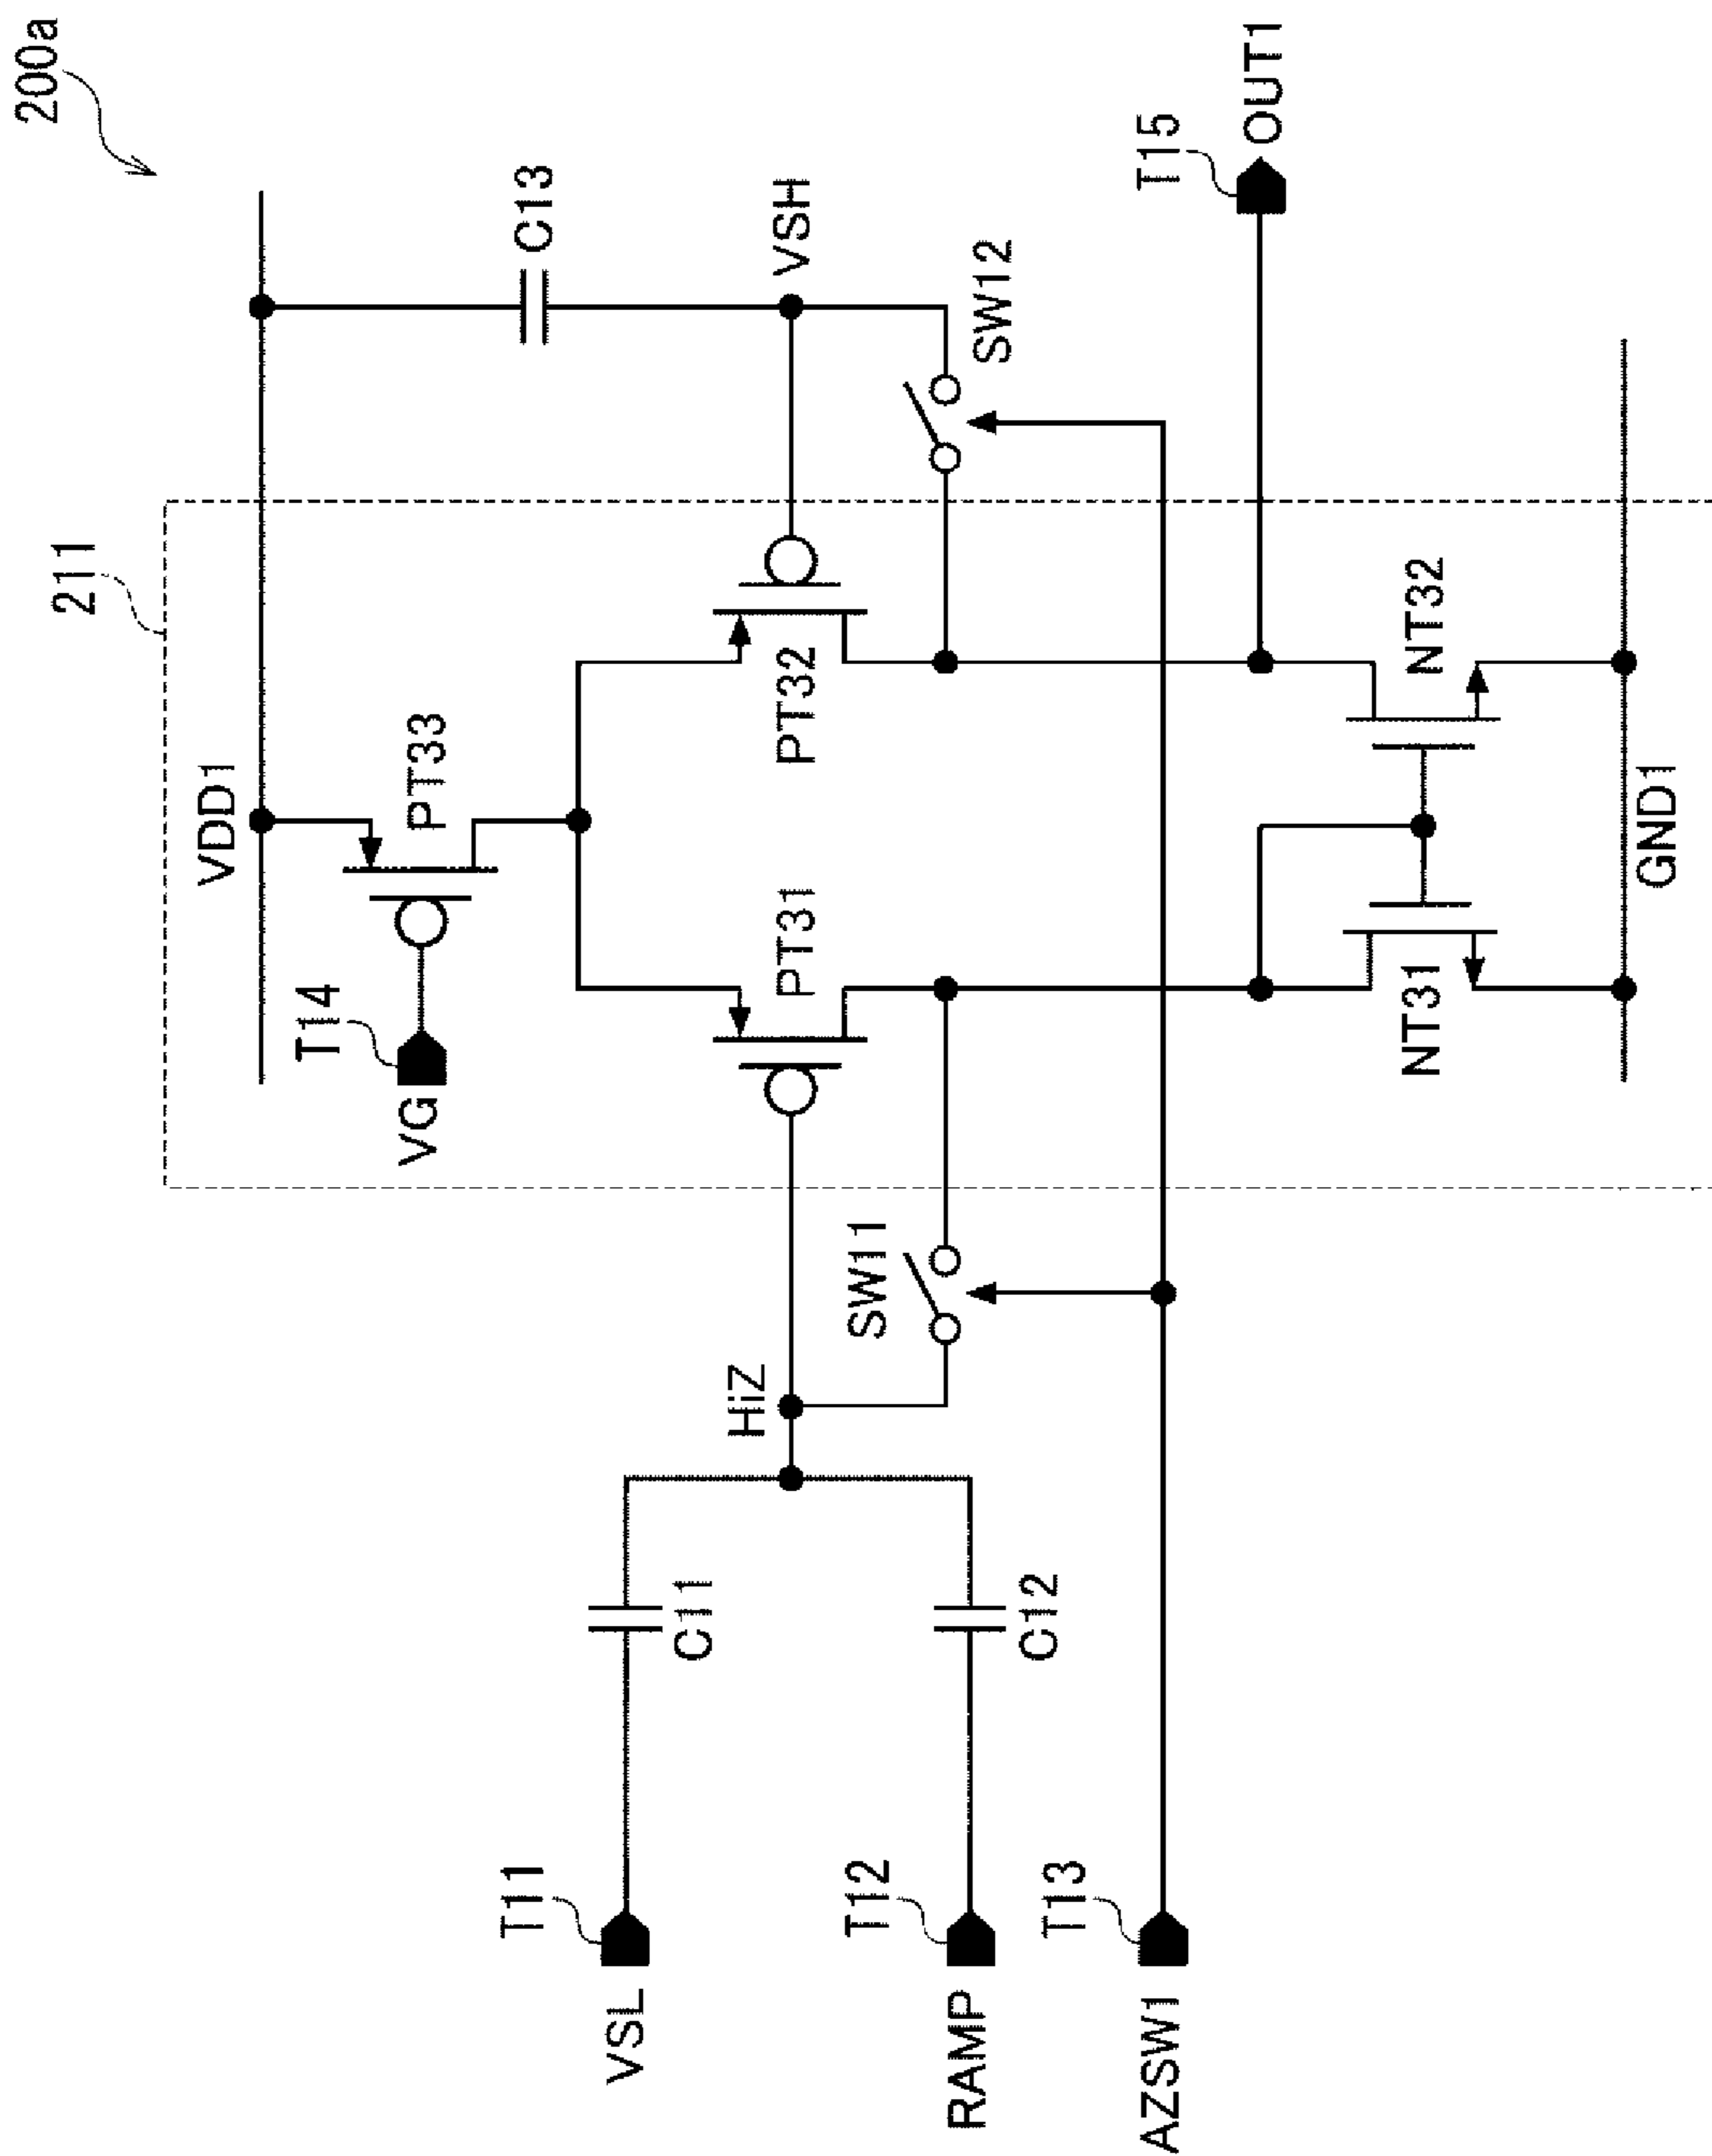 200a
211
VDD1
T14
VG
PT33
C13
VSH
PT31
PT32
HiZ
SW11
SW12
T11
VSL
C11
T12
RAMP
C12
T13
AZSW1
T15
OUT1
NT31
NT32
GND1